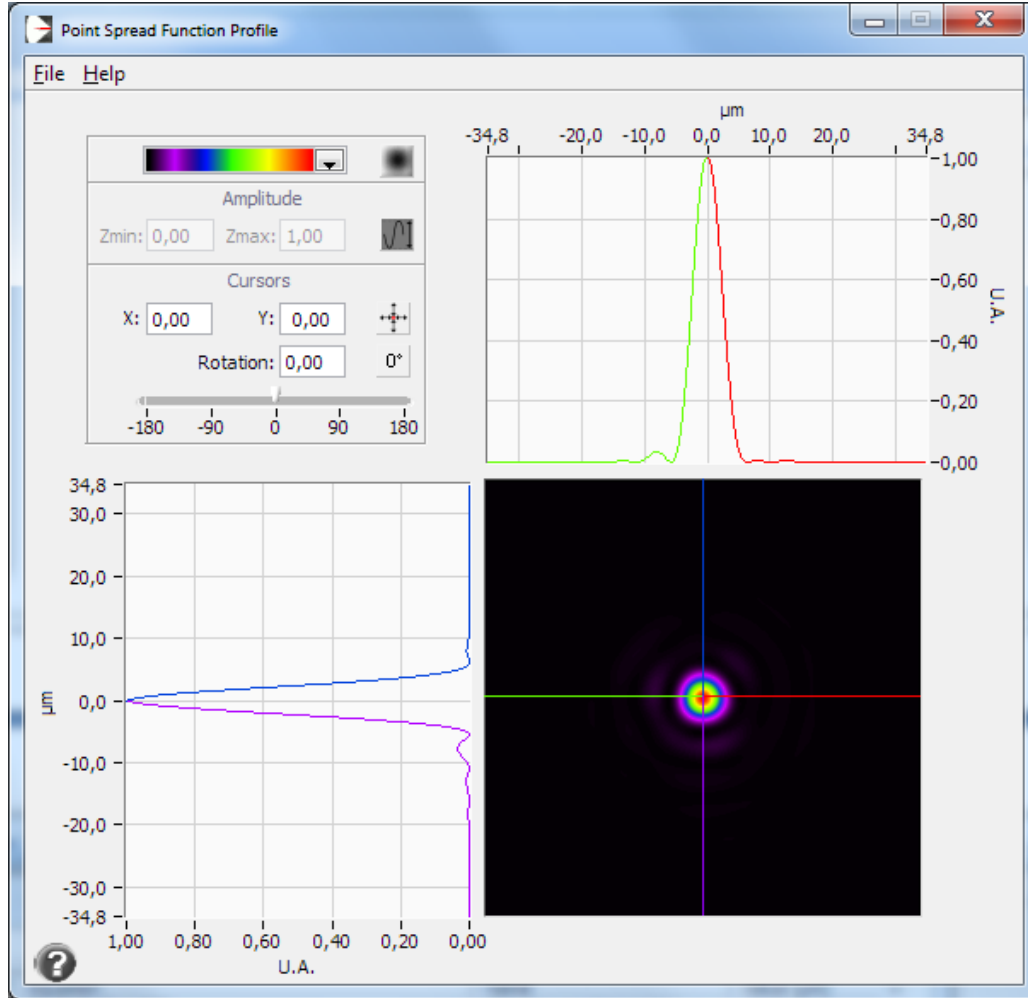 Point Spread Function Profile
File Help
Amplitude
Zmin: 0,00 Zmax: 1,00
Cursors
X: 0,00 Y: 0,00
Rotation: 0,00 0°
-180 -90 0 90 180
µm
-34,8 -20,0 -10,0 0,0 10,0 20,0 34,8
1,00
0,80
0,60
0,40
0,20
0,00
U.A.
34,8
30,0
20,0
10,0
0,0
-10,0
-20,0
-30,0
-34,8
µm
1,00 0,80 0,60 0,40 0,20 0,00
U.A.
?